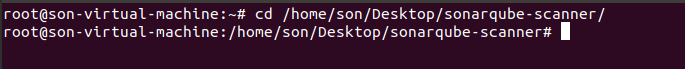 root@son-virtual-machine:~# cd /home/son/Desktop/sonarqube-scanner/
root@son-virtual-machine:/home/son/Desktop/sonarqube-scanner#